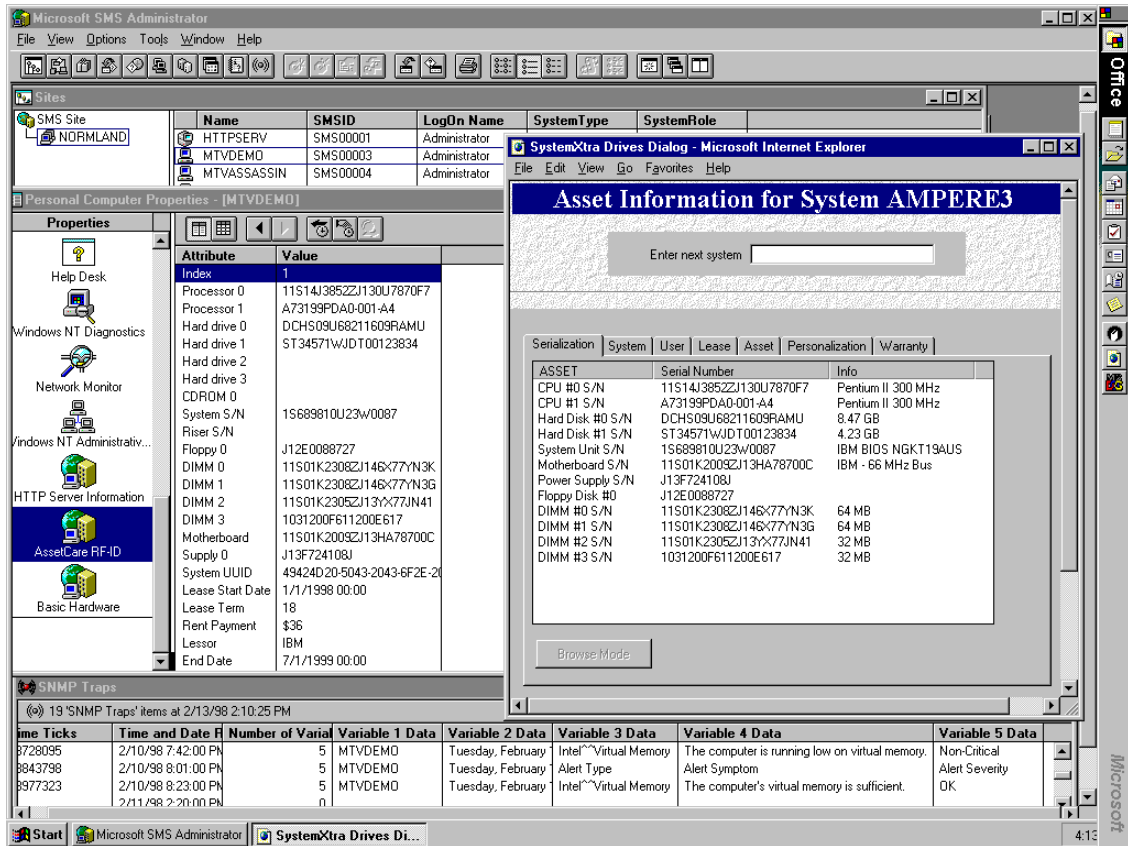 Microsoft SMS Administrator
File View Options Tools Window Help
Sites
SMS Site
NORMLAND
Name SMSID LogOn Name SystemType SystemRole
HTTPSERV SMS00001 Administrator
MTVDEMO SMS00003 Administrator
MTVASSASSIN SMS00004 Administrator
Personal Computer Properties - [MTVDEMO]
Properties
Help Desk
Windows NT Diagnostics
Network Monitor
Windows NT Administrativ...
HTTP Server Information
AssetCare RF-ID
Basic Hardware
Attribute Value
Index 1
Processor 0 11S14J3852ZJ130U7870F7
Processor 1 A73199PDA0-001-A4
Hard drive 0 DCHS09U68211609RAMU
Hard drive 1 ST34571WJDT00123834
Hard drive 2
Hard drive 3
CDROM 0
System S/N 1S689810U23W0087
Riser S/N
Floppy 0 J12E0088727
DIMM 0 11S01K2308ZJ146X77YN3K
DIMM 1 11S01K2308ZJ146X77YN3G
DIMM 2 11S01K2305ZJ13YX77JN41
DIMM 3 1031200F611200E617
Motherboard 11S01K2009ZJ13HA78700C
Supply 0 J13F724108J
System UUID 49424D20-5043-2043-6F2E-20
Lease Start Date 1/1/1998 00:00
Lease Term 18
Rent Payment $36
Lessor IBM
End Date 7/1/1999 00:00
SystemXtra Drives Dialog - Microsoft Internet Explorer
File Edit View Go Favorites Help
Asset Information for System AMPERE3
Enter next system
Serialization System User Lease Asset Personalization Warranty
ASSET Serial Number Info
CPU #0 S/N 11S14J3852ZJ130U7870F7 Pentium II 300 MHz
CPU #1 S/N A73199PDA0-001-A4 Pentium II 300 MHz
Hard Disk #0 S/N DCHS09U68211609RAMU 8.47 GB
Hard Disk #1 S/N ST34571WJDT00123834 4.23 GB
System Unit S/N 1S689810U23W0087 IBM BIOS NGKT19AUS
Motherboard S/N 11S01K2009ZJ13HA78700C IBM - 66 MHz Bus
Power Supply S/N J13F724108J
Floppy Disk #0 J12E0088727
DIMM #0 S/N 11S01K2308ZJ146X77YN3K 64 MB
DIMM #1 S/N 11S01K2308ZJ146X77YN3G 64 MB
DIMM #2 S/N 11S01K2305ZJ13YX77JN41 32 MB
DIMM #3 S/N 1031200F611200E617 32 MB
Browse Mode
SNMP Traps
19 'SNMP Traps' items at 2/13/98 2:10:25 PM
ime Ticks Time and Date R Number of Varial Variable 1 Data Variable 2 Data Variable 3 Data Variable 4 Data Variable 5 Data
3728095 2/10/98 7:42:00 PM 5 MTVDEMO Tuesday, February 1 Intel^^Virtual Memory The computer is running low on virtual memory. Non-Critical
3843798 2/10/98 8:01:00 PM 5 MTVDEMO Tuesday, February 1 Alert Type Alert Symptom Alert Severity
3977323 2/10/98 8:23:00 PM 5 MTVDEMO Tuesday, February 1 Intel^^Virtual Memory The computer's virtual memory is sufficient. OK
2/11/98 2:20:00 PM 0
Start Microsoft SMS Administrator SystemXtra Drives Di... 4:13
Office
Microsoft